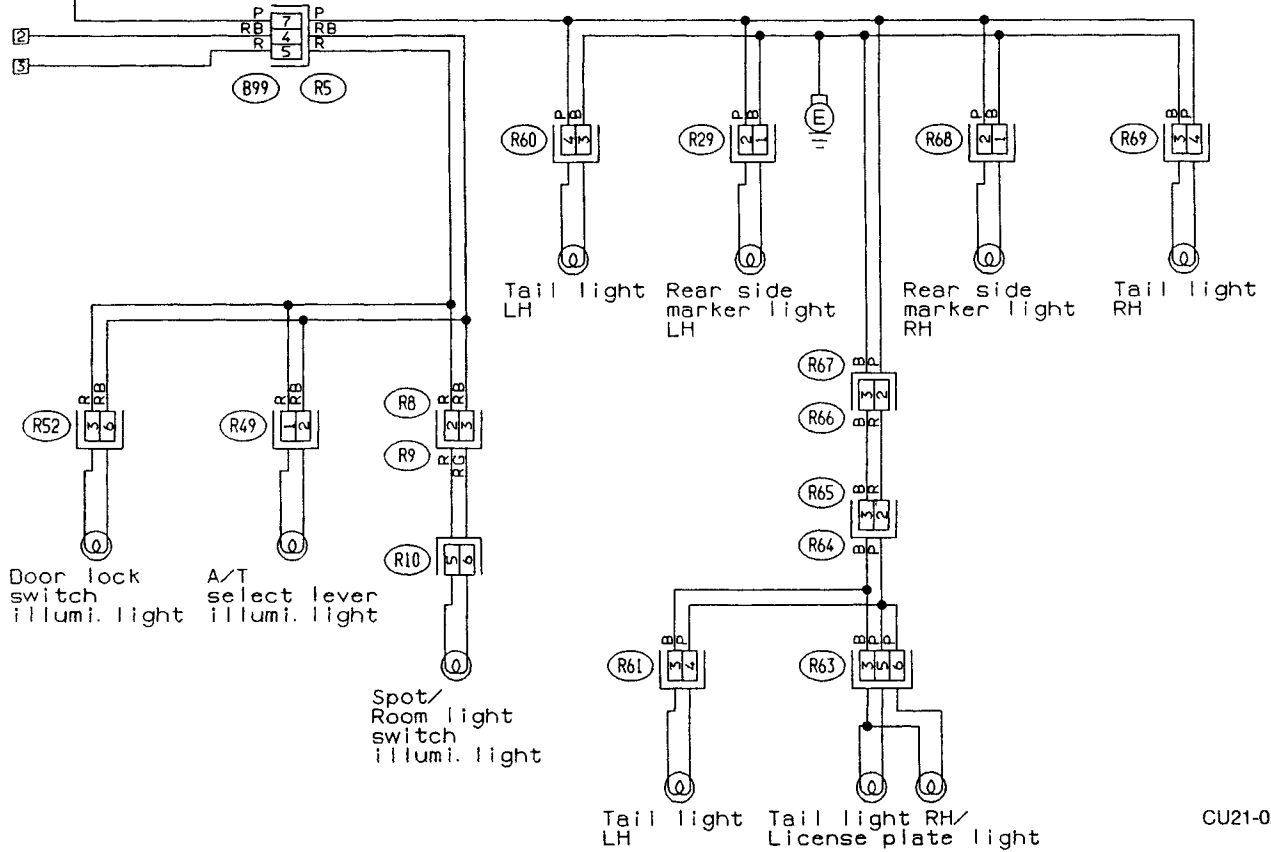 P 7 P
2 RB 4 RB
R 5 R
3
B99 R5
P B
P B
P B
B P
R60 4 3
R29 2 1
E
R68 2 1
R69 3 4
Tail light
LH
Rear side
marker light
LH
Rear side
marker light
RH
Tail light
RH
B P
R67
3 2
R66
B R
R RB
R RB
R RB
R52 3 6
R49 1 2
R8
2 3
R9
R RG
B R
R65
3 2
R64
B P
R10 5 6
Door lock
switch
illumi. light
A/T
select lever
illumi. light
B P
B P P
R61 3 4
R63 3 5 6
Spot/
Room light
switch
illumi. light
Tail light
LH
Tail light RH/
License plate light
CU21-0